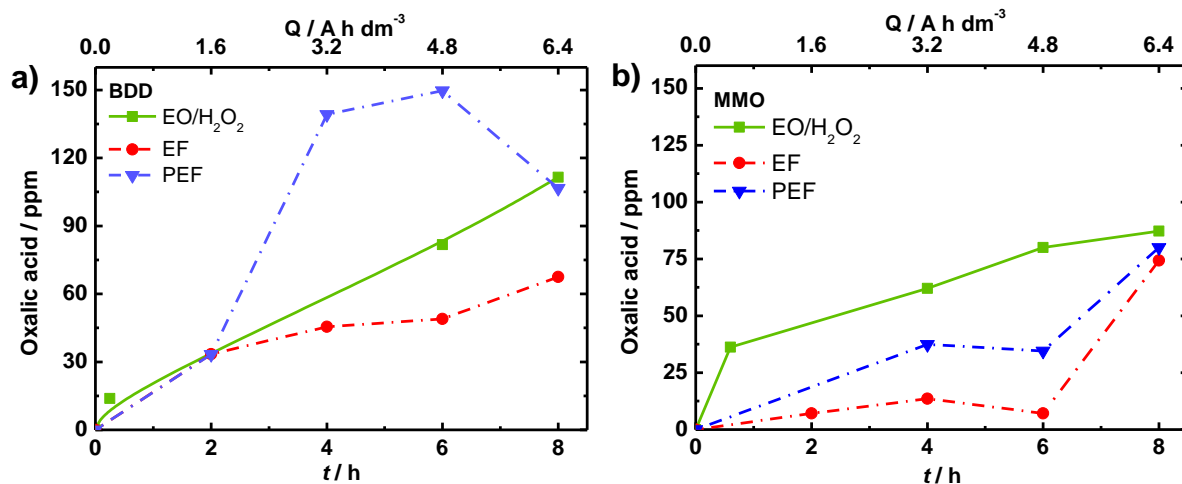 a)
Q / A h dm⁻³
0.0 1.6 3.2 4.8 6.4
150
120
90
60
30
0
Oxalic acid / ppm
BDD
EO/H₂O₂
EF
PEF
0 2 4 6 8
t / h
b)
Q / A h dm⁻³
0.0 1.6 3.2 4.8 6.4
150
125
100
75
50
25
0
Oxalic acid / ppm
MMO
EO/H₂O₂
EF
PEF
0 2 4 6 8
t / h